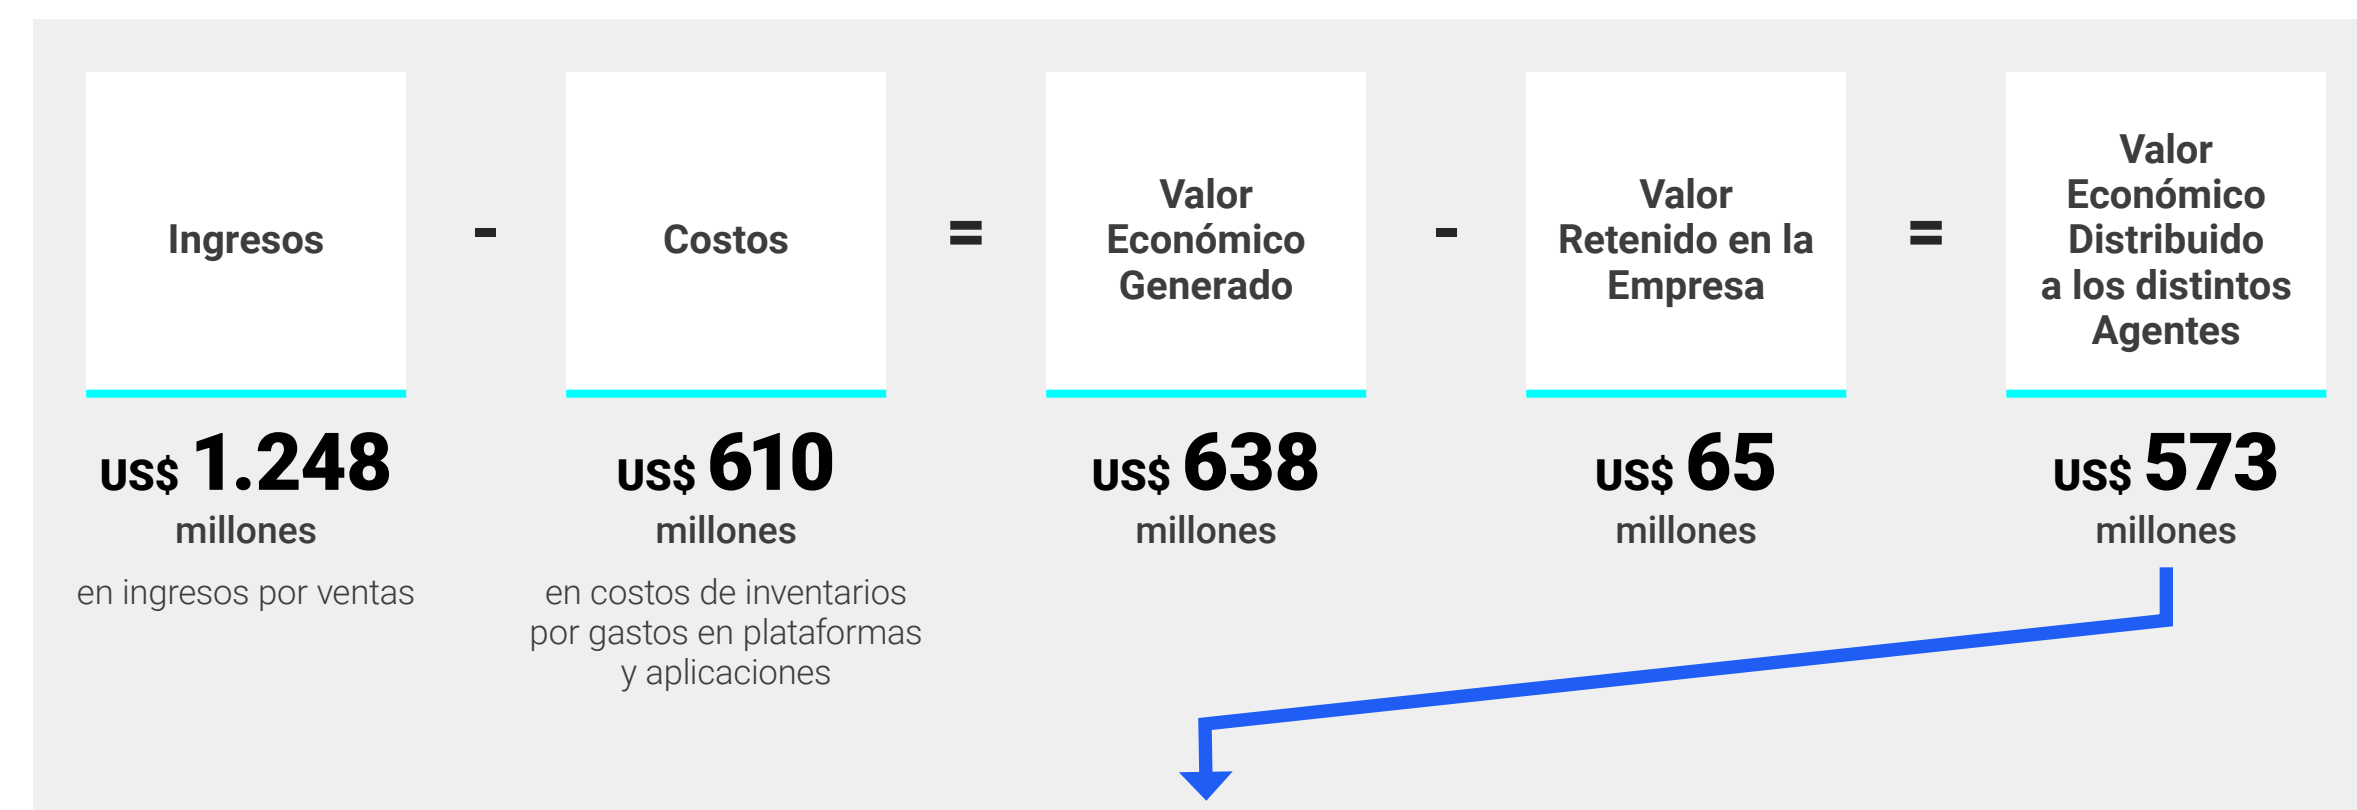 Ingresos
-
Costos
=
Valor
Económico
Generado
-
Valor
Retenido en la
Empresa
=
Valor
Económico
Distribuido
a los distintos
Agentes
US$ 1.248
millones
en ingresos por ventas
US$ 610
millones
en costos de inventarios
por gastos en plataformas
y aplicaciones
US$ 638
millones
US$ 65
millones
US$ 573
millones